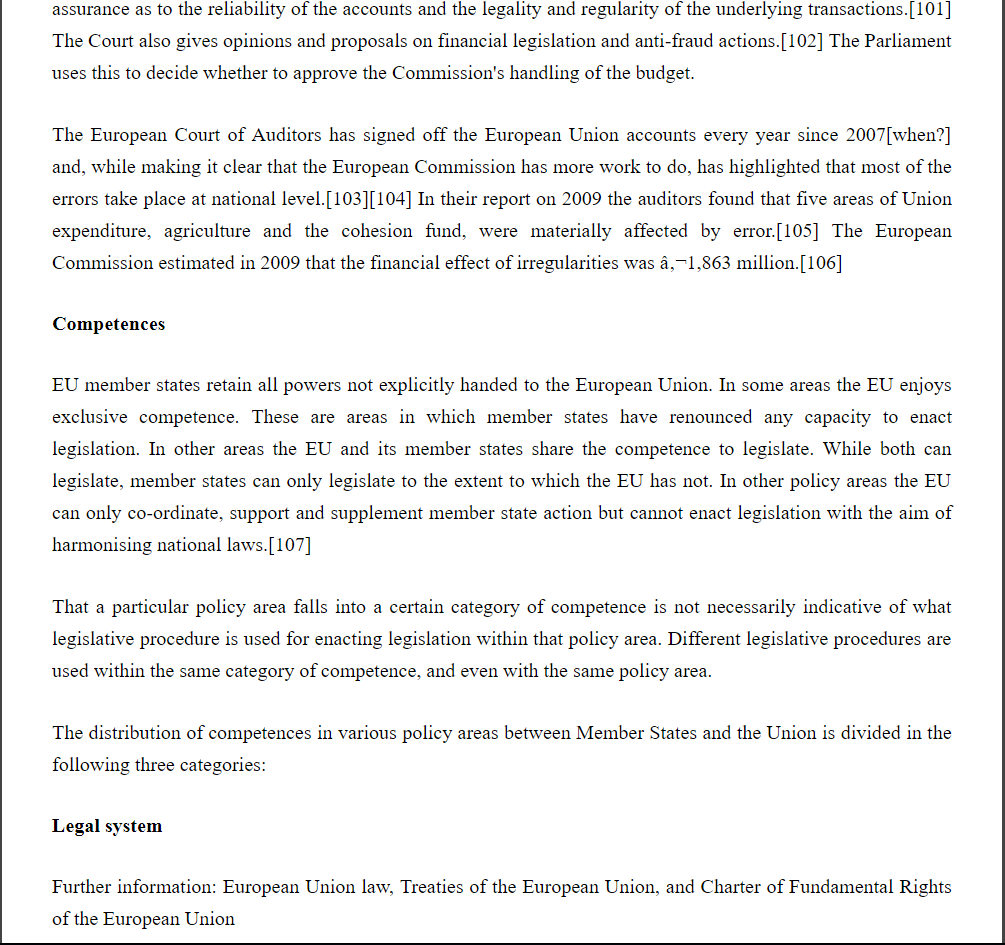 assurance as to the reliability of the accounts and the legality and regularity of the underlying transactions.[101]
The Court also gives opinions and proposals on financial legislation and anti-fraud actions.[102] The Parliament
uses this to decide whether to approve the Commission's handling of the budget.
The European Court of Auditors has signed off the European Union accounts every year since 2007[when?]
and, while making it clear that the European Commission has more work to do, has highlighted that most of the
errors take place at national level.[103][104] In their report on 2009 the auditors found that five areas of Union
expenditure, agriculture and the cohesion fund, were materially affected by error.[105] The European
Commission estimated in 2009 that the financial effect of irregularities was â‚¬1,863 million.[106]
Competences
EU member states retain all powers not explicitly handed to the European Union. In some areas the EU enjoys
exclusive competence. These are areas in which member states have renounced any capacity to enact
legislation. In other areas the EU and its member states share the competence to legislate. While both can
legislate, member states can only legislate to the extent to which the EU has not. In other policy areas the EU
can only co-ordinate, support and supplement member state action but cannot enact legislation with the aim of
harmonising national laws.[107]
That a particular policy area falls into a certain category of competence is not necessarily indicative of what
legislative procedure is used for enacting legislation within that policy area. Different legislative procedures are
used within the same category of competence, and even with the same policy area.
The distribution of competences in various policy areas between Member States and the Union is divided in the
following three categories:
Legal system
Further information: European Union law, Treaties of the European Union, and Charter of Fundamental Rights
of the European Union